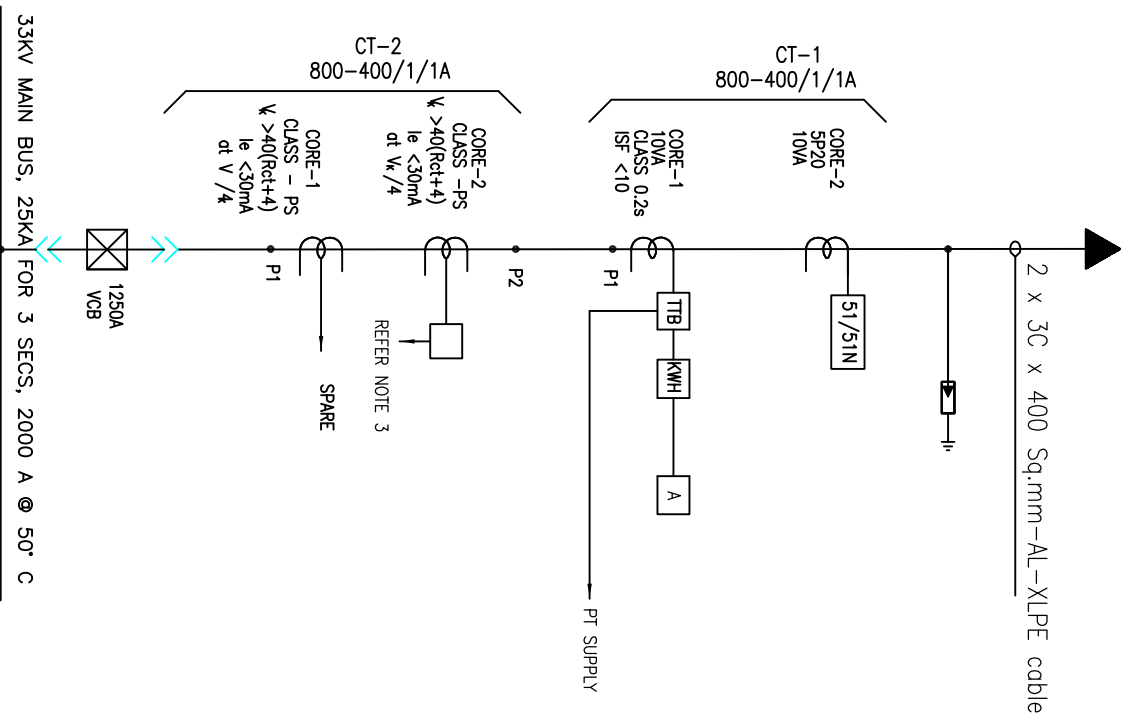 CT-2
800-400/1/1A
CT-1
800-400/1/1A
CORE-1
CLASS - PS
Vk >40(Rct+4)
Ie <30mA
at V /4k
CORE-2
CLASS -PS
Vk >40(Rct+4)
Ie <30mA
at VK /4
CORE-1
10VA
CLASS 0.2s
ISF <10
CORE-2
5P20
10VA
P1
P2
P1
1250A
VCB
SPARE
REFER NOTE 3
TTB
KWH
A
51/51N
PT SUPPLY
2 x 3C x 400 Sq.mm-AL-XLPE cable
33KV MAIN BUS, 25KA FOR 3 SECS, 2000 A @ 50° C